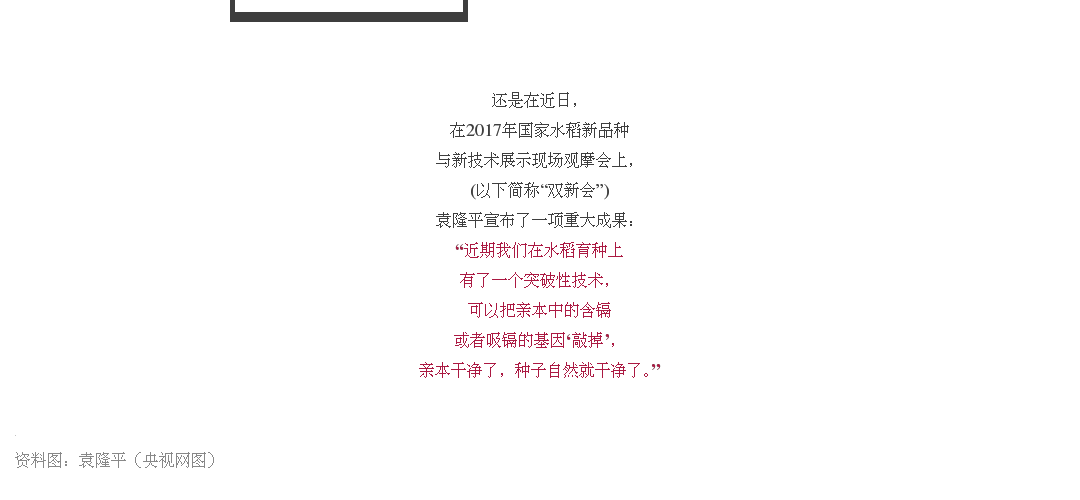 还是在近日，
在2017年国家水稻新品种
与新技术展示现场观摩会上，
(以下简称“双新会”)
袁隆平宣布了一项重大成果：
“近期我们在水稻育种上
有了一个突破性技术，
可以把亲本中的含镉
或者吸镉的基因‘敲掉’，
亲本干净了，种子自然就干净了。”
资料图：袁隆平（央视网图）